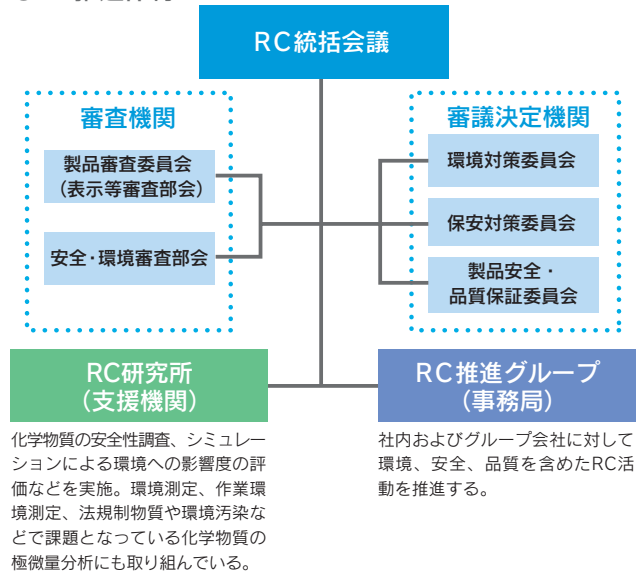 RC統括会議
審査機関
製品審査委員会
（表示等審査部会）
安全・環境審査部会
審議決定機関
環境対策委員会
保安対策委員会
製品安全・
品質保証委員会
RC研究所
（支援機関）
化学物質の安全性調査、シミュレー
ションによる環境への影響度の評
価などを実施。環境測定、作業環
境測定、法規制物質や環境汚染な
どで課題となっている化学物質の
極微量分析にも取り組んでいる。
RC推進グループ
（事務局）
社内およびグループ会社に対して
環境、安全、品質を含めたRC活
動を推進する。